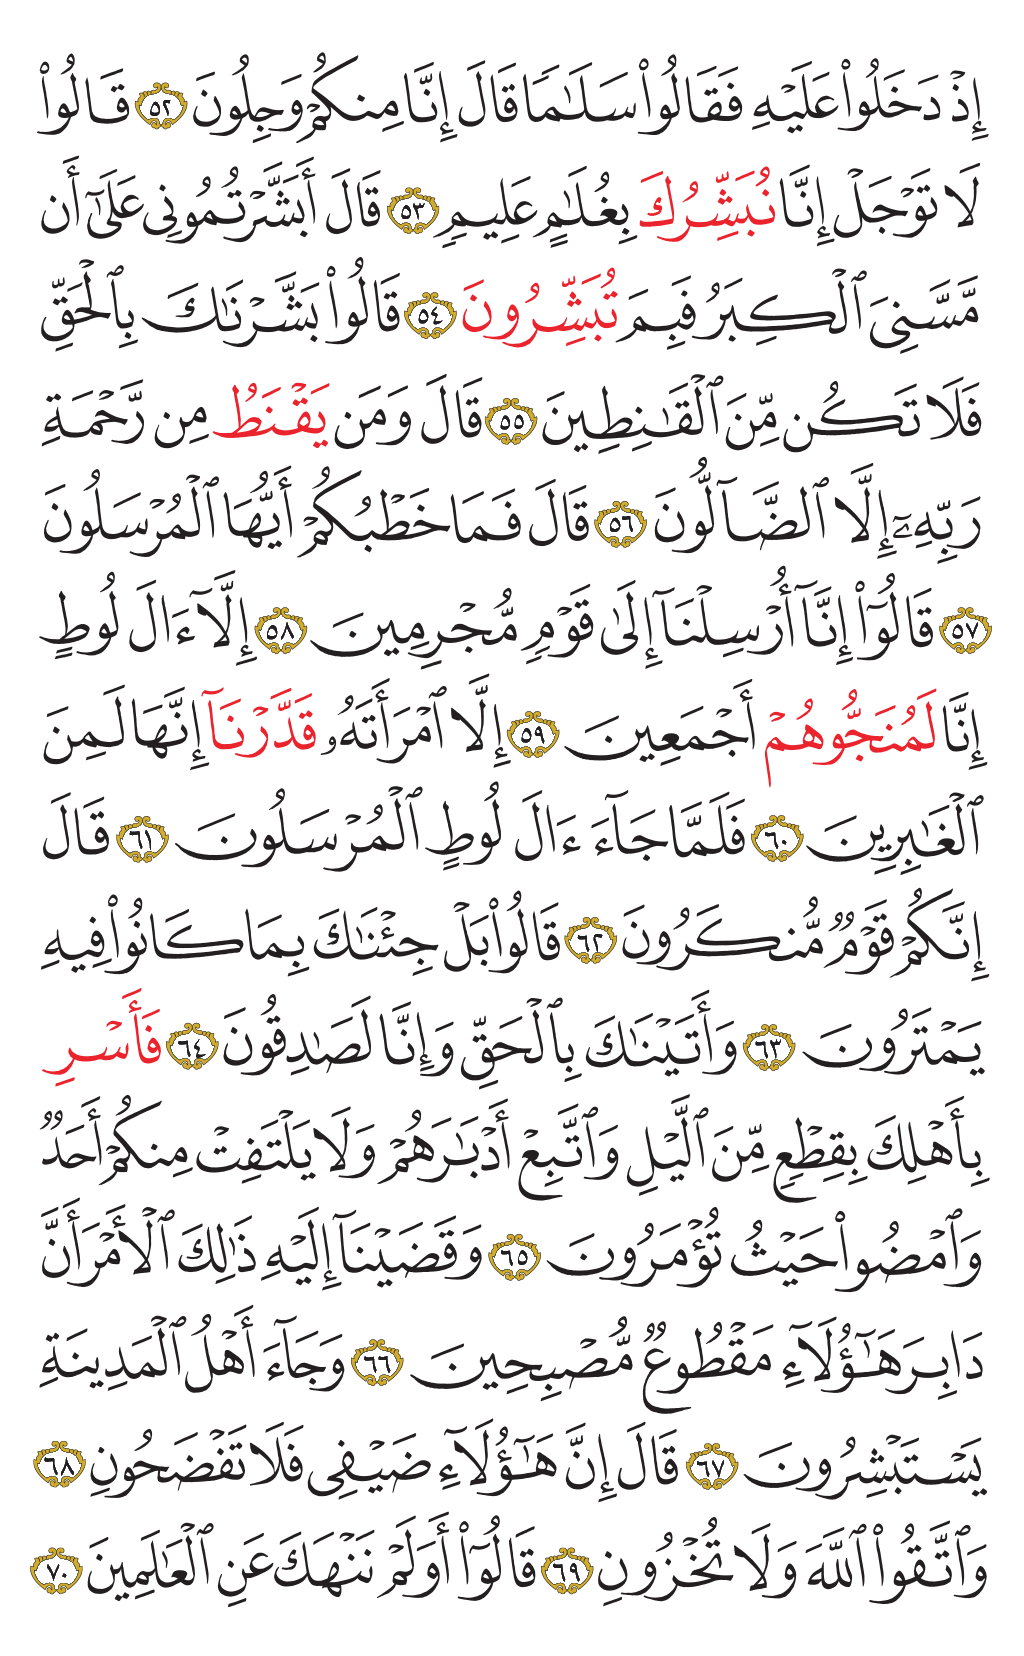 إِذۡ دَخَلُواْ عَلَيۡهِ فَقَالُواْ سَلَٰمٗا قَالَ إِنَّا مِنكُمۡ وَجِلُونَ ٥٢ قَالُواْ
لَا تَوۡجَلۡ إِنَّا نُبَشِّرُكَ بِغُلَٰمٍ عَلِيمٖ ٥٣ قَالَ أَبَشَّرۡتُمُونِي عَلَىٰٓ أَن
مَّسَّنِيَ ٱلۡكِبَرُ فَبِمَ تُبَشِّرُونَ ٥٤ قَالُواْ بَشَّرۡنَٰكَ بِٱلۡحَقِّ
فَلَا تَكُن مِّنَ ٱلۡقَٰنِطِينَ ٥٥ قَالَ وَمَن يَقۡنَطُ مِن رَّحۡمَةِ
رَبِّهِۦٓ إِلَّا ٱلضَّآلُّونَ ٥٦ قَالَ فَمَا خَطۡبُكُمۡ أَيُّهَا ٱلۡمُرۡسَلُونَ
٥٧ قَالُوٓاْ إِنَّآ أُرۡسِلۡنَآ إِلَىٰ قَوۡمٖ مُّجۡرِمِينَ ٥٨ إِلَّآ ءَالَ لُوطٍ
إِنَّا لَمُنَجُّوهُمۡ أَجۡمَعِينَ ٥٩ إِلَّا ٱمۡرَأَتَهُۥ قَدَّرۡنَآ إِنَّهَا لَمِنَ
ٱلۡغَٰبِرِينَ ٦٠ فَلَمَّا جَآءَ ءَالَ لُوطٍ ٱلۡمُرۡسَلُونَ ٦١ قَالَ
إِنَّكُمۡ قَوۡمٞ مُّنكَرُونَ ٦٢ قَالُواْ بَلۡ جِئۡنَٰكَ بِمَا كَانُواْ فِيهِ
يَمۡتَرُونَ ٦٣ وَأَتَيۡنَٰكَ بِٱلۡحَقِّ وَإِنَّا لَصَٰدِقُونَ ٦٤ فَأَسۡرِ
بِأَهۡلِكَ بِقِطۡعٖ مِّنَ ٱلَّيۡلِ وَٱتَّبِعۡ أَدۡبَٰرَهُمۡ وَلَا يَلۡتَفِتۡ مِنكُمۡ أَحَدٞ
وَٱمۡضُواْ حَيۡثُ تُؤۡمَرُونَ ٦٥ وَقَضَيۡنَآ إِلَيۡهِ ذَٰلِكَ ٱلۡأَمۡرَ أَنَّ
دَابِرَ هَٰٓؤُلَآءِ مَقۡطُوعٞ مُّصۡبِحِينَ ٦٦ وَجَآءَ أَهۡلُ ٱلۡمَدِينَةِ
يَسۡتَبۡشِرُونَ ٦٧ قَالَ إِنَّ هَٰٓؤُلَآءِ ضَيۡفِي فَلَا تَفۡضَحُونِ ٦٨
وَٱتَّقُواْ ٱللَّهَ وَلَا تُخۡزُونِ ٦٩ قَالُوٓاْ أَوَلَمۡ نَنۡهَكَ عَنِ ٱلۡعَٰلَمِينَ ٧٠